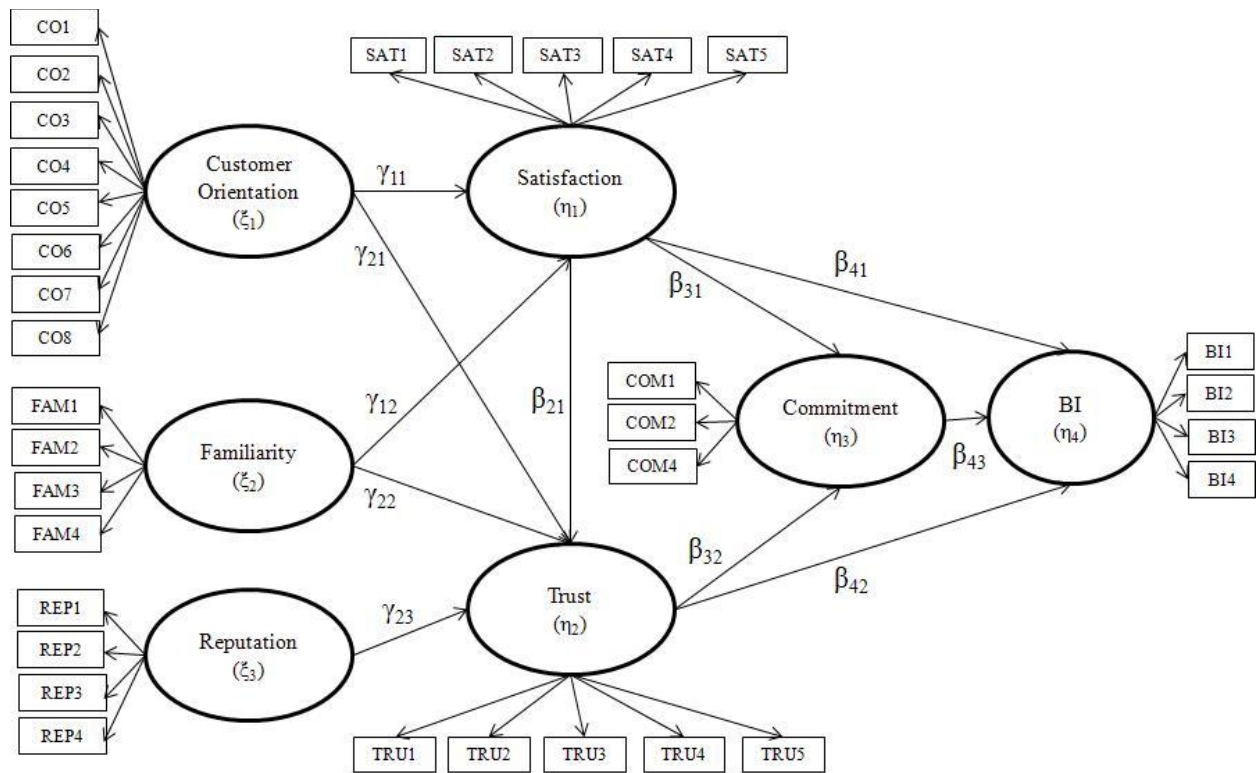 CO1
CO2
CO3
CO4
CO5
CO6
CO7
CO8
SAT1
SAT2
SAT3
SAT4
SAT5
Customer
Orientation
(ξ₁)
γ₁₁
Satisfaction
(η₁)
γ₂₁
β₃₁
β₄₁
FAM1
FAM2
FAM3
FAM4
Familiarity
(ξ₂)
γ₁₂
γ₂₂
β₂₁
COM1
COM2
COM4
Commitment
(η₃)
β₄₃
BI
(η₄)
BI1
BI2
BI3
BI4
REP1
REP2
REP3
REP4
Reputation
(ξ₃)
γ₂₃
Trust
(η₂)
β₃₂
β₄₂
TRU1
TRU2
TRU3
TRU4
TRU5